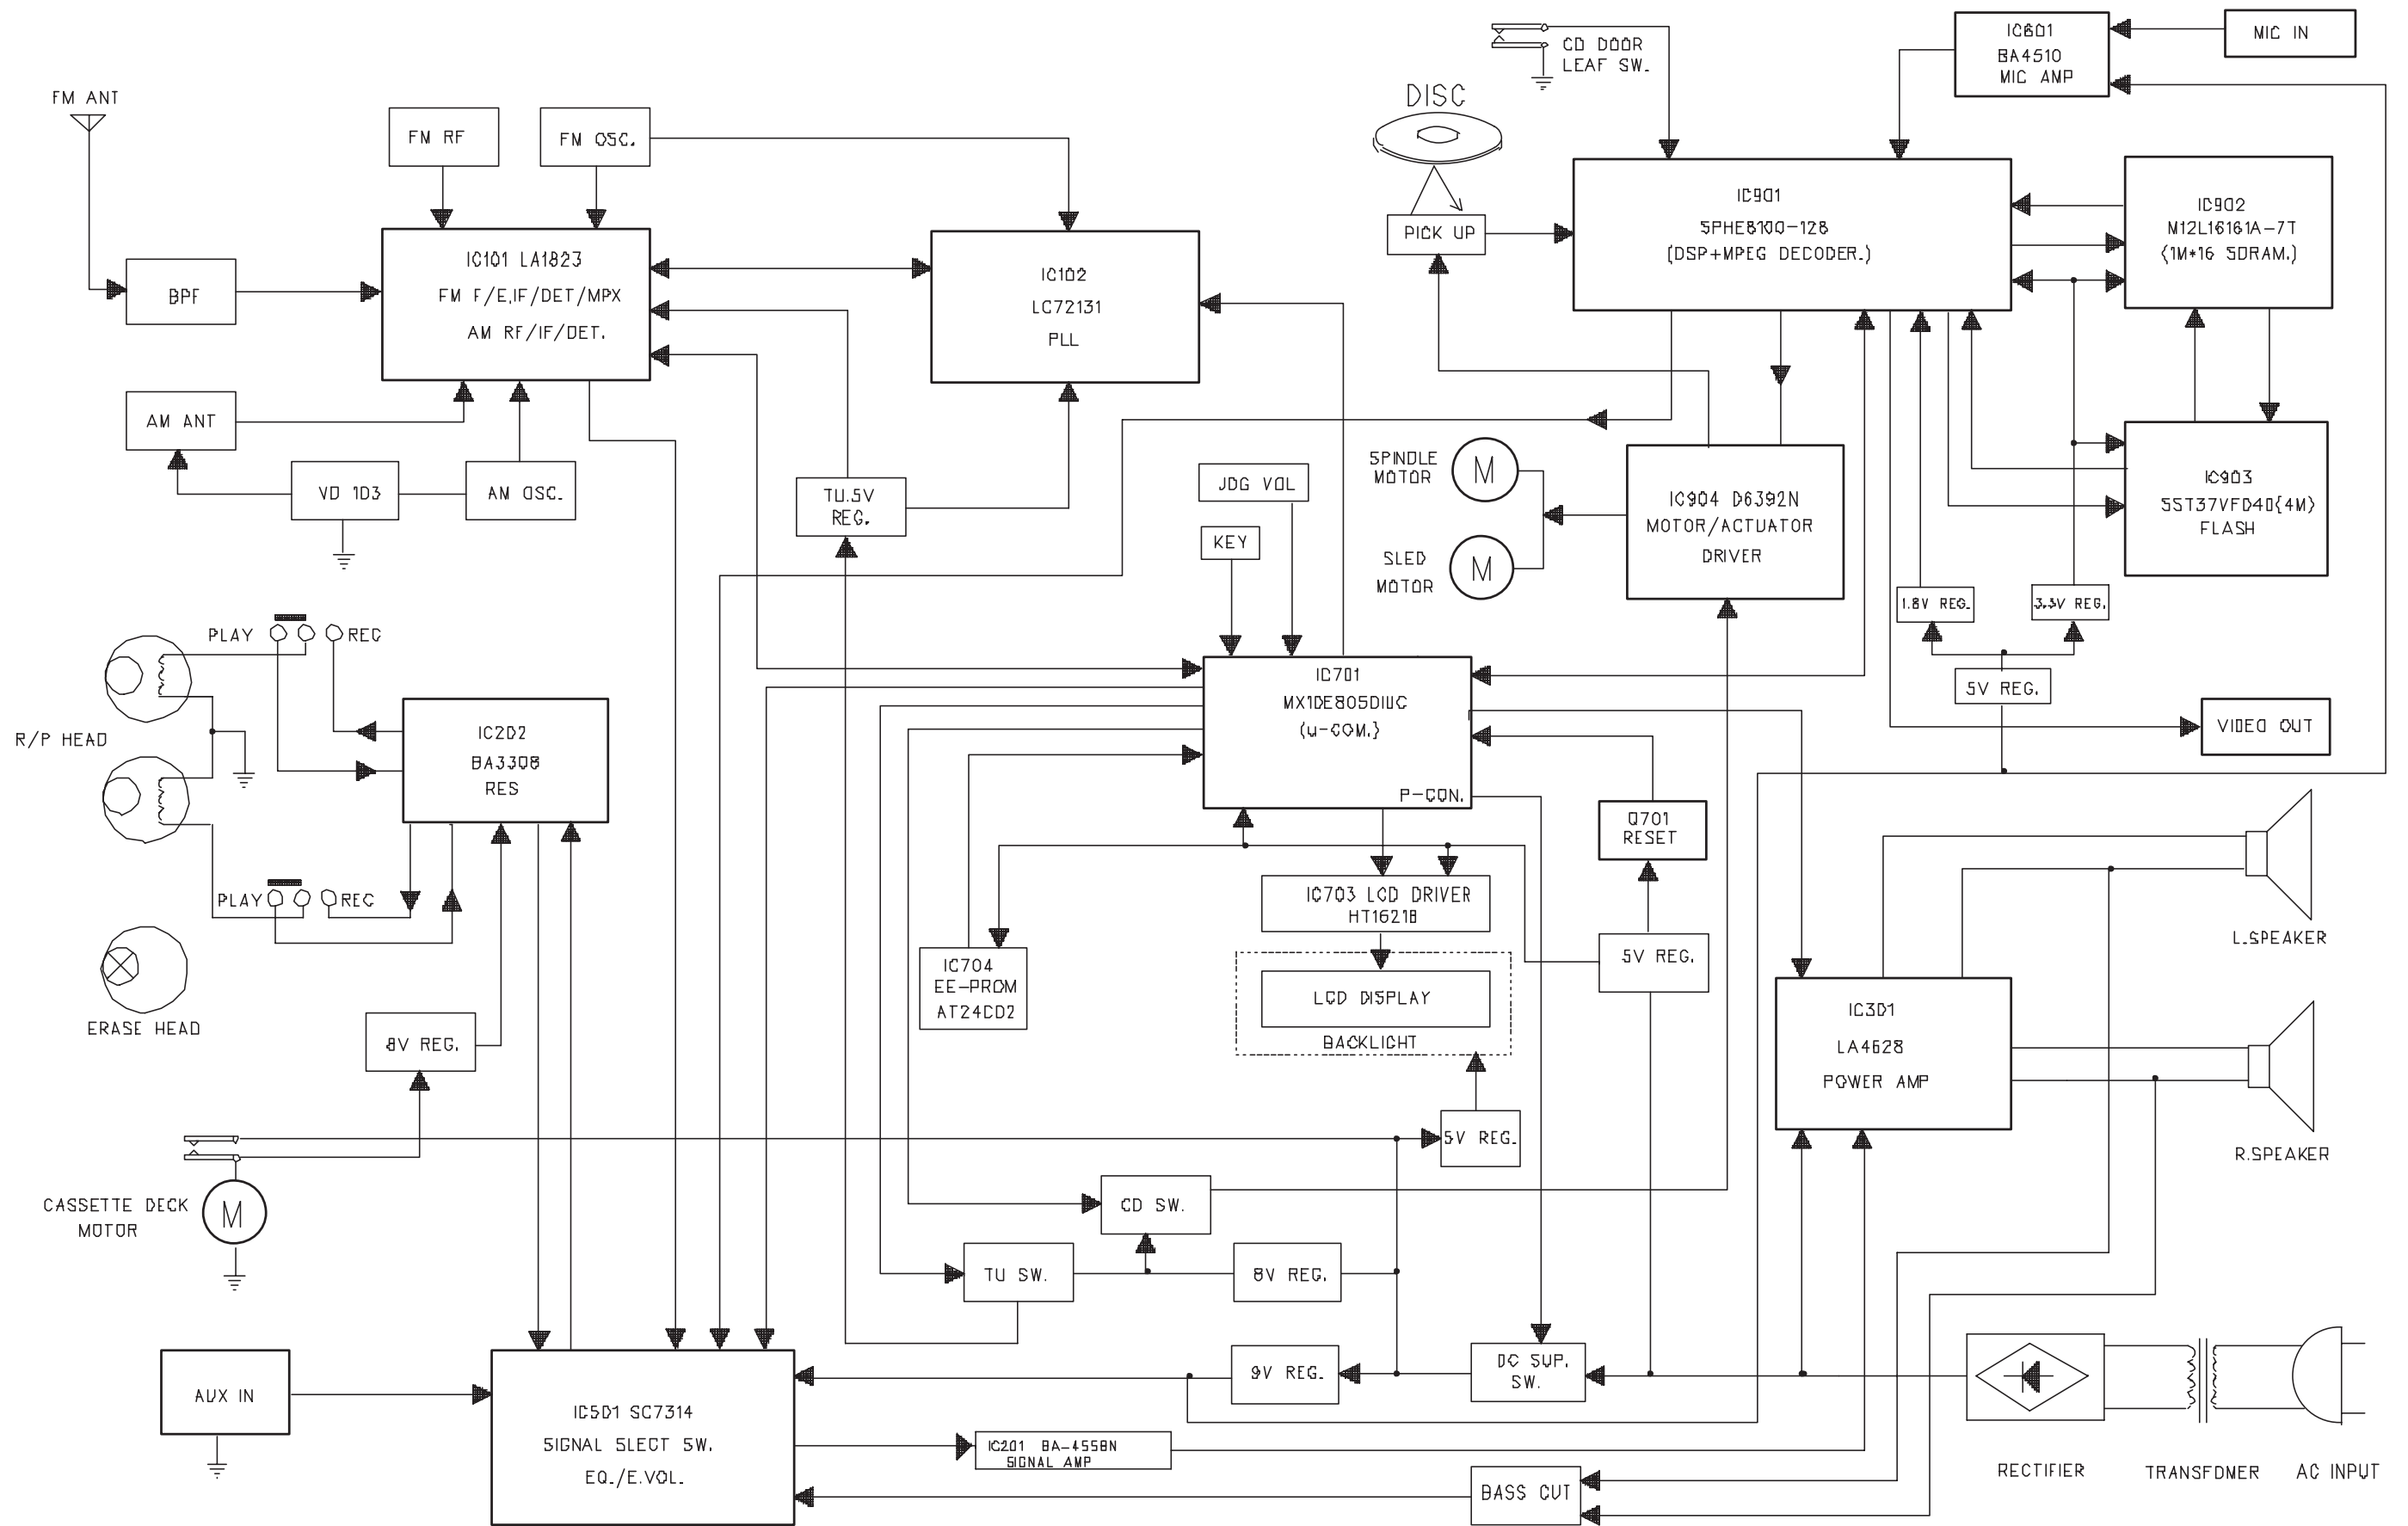 FM ANT
FM RF
FM OSC.
BPF
IC101 LA1823
FM F/E,IF/DET/MPX
AM RF/IF/DET.
IC102
LC72131
PLL
AM ANT
VD 1D3
AM OSC.
TU.5V
REG.
DISC
PICK UP
CD DOOR
LEAF SW.
IC601
BA4510
MIC AMP
MIC IN
IC901
SPHE8100-128
(DSP+MPEG DECODER.)
IC902
M12L16161A-7T
(1M*16 SDRAM.)
IC903
SST37VFD40(4M)
FLASH
SPINDLE
MOTOR
M
SLED
MOTOR
M
IC904 D6392N
MOTOR/ACTUATOR
DRIVER
JOG VOL
KEY
1.8V REG.
3.3V REG.
5V REG.
VIDEO OUT
PLAY
REC
R/P HEAD
IC2D2
BA3308
RES
PLAY
REC
ERASE HEAD
8V REG.
CASSETTE DECK
MOTOR
M
IC701
MX1DE805DIUC
(u-COM.)
P-CON.
Q701
RESET
5V REG.
IC703 LCD DRIVER
HT1621B
LCD DISPLAY
BACKLIGHT
IC704
EE-PROM
AT24CD2
5V REG.
CD SW.
TU SW.
8V REG.
9V REG.
DC SUP.
SW.
IC3D1
LA4628
POWER AMP
L.SPEAKER
R.SPEAKER
AUX IN
IC5D1 SC7314
SIGNAL SLECT SW.
EQ./E.VOL.
IC201 BA-4558N
SIGNAL AMP
BASS CUT
RECTIFIER
TRANSFDMER
AC INPUT